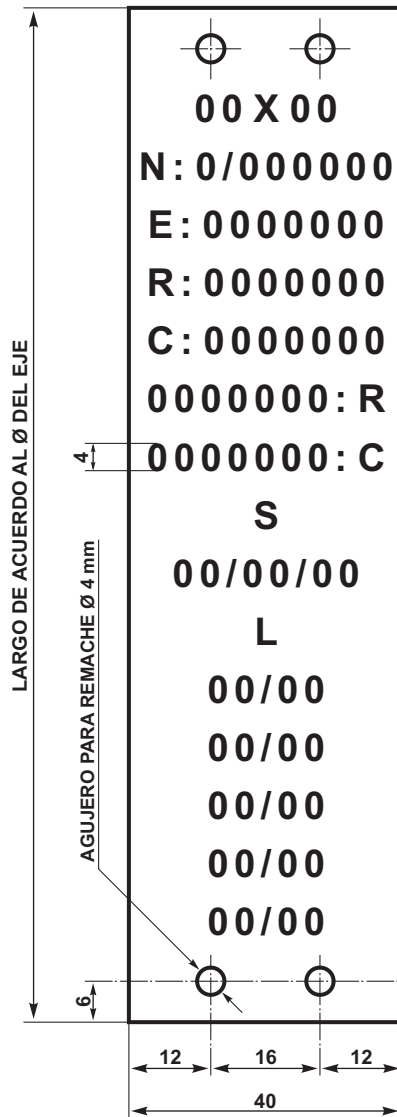 00 X 00
N: 0/000000
E: 0000000
R: 0000000
C: 0000000
0000000: R
0000000: C
S
00/00/00
L
00/00
00/00
00/00
00/00
00/00
LARGO DE ACUERDO AL Ø DEL EJE
4
AGUJERO PARA REMACHE Ø 4 mm
6
12 16 12
40